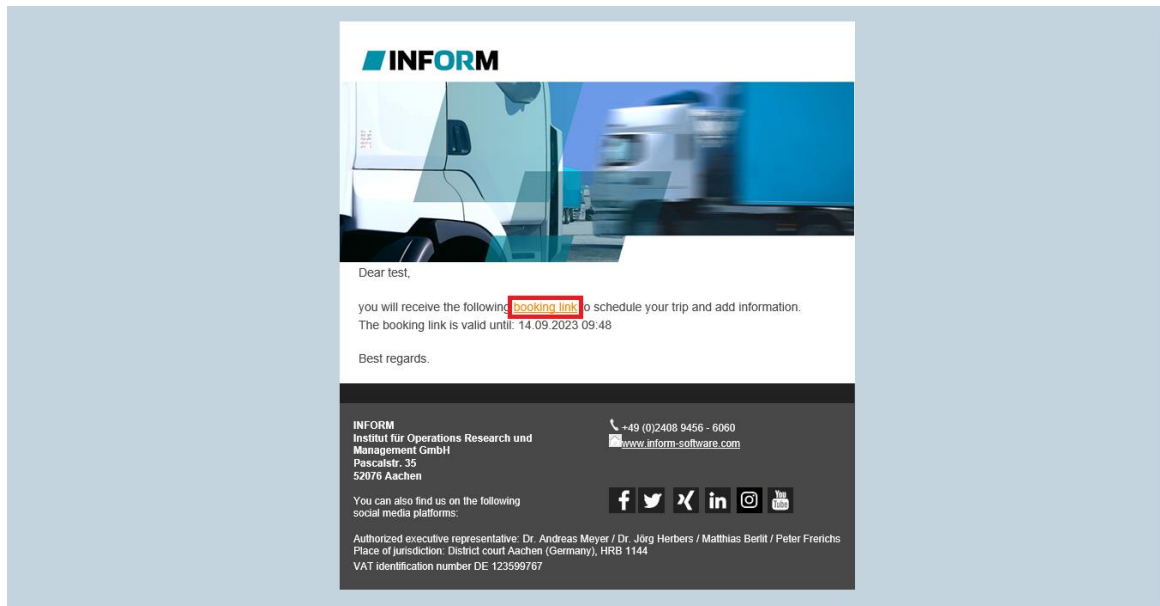 INFORM
Dear test,
you will receive the following booking link to schedule your trip and add information.
The booking link is valid until: 14.09.2023 09:48
Best regards.
INFORM
Institut für Operations Research und
Management GmbH
Pascalstr. 35
52076 Aachen
+49 (0)2408 9456 - 6060
www.inform-software.com
You can also find us on the following
social media platforms:
f
in
You
Tube
Authorized executive representative: Dr. Andreas Meyer / Dr. Jörg Herbers / Matthias Berlit / Peter Frerichs
Place of jurisdiction: District court Aachen (Germany), HRB 1144
VAT identification number DE 123599767